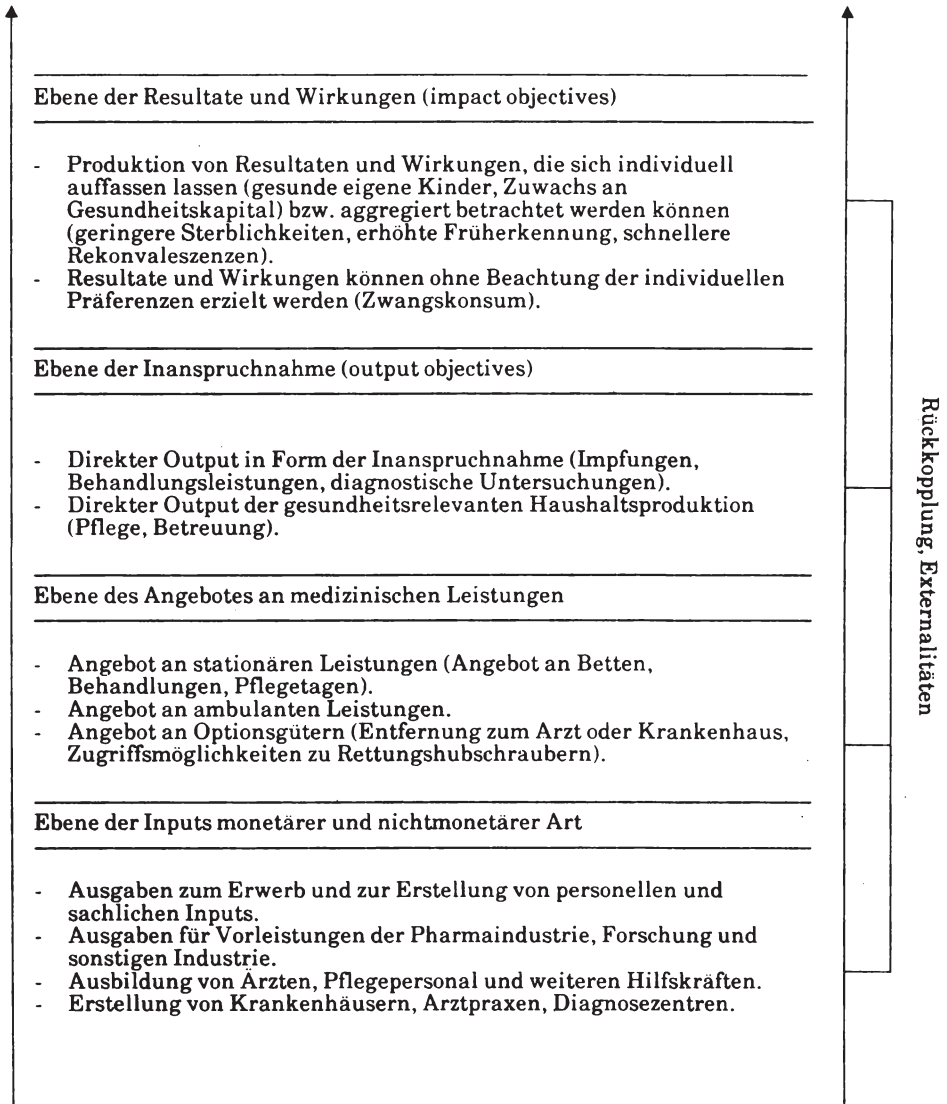 Ebene der Resultate und Wirkungen (impact objectives)
- Produktion von Resultaten und Wirkungen, die sich individuell
auffassen lassen (gesunde eigene Kinder, Zuwachs an
Gesundheitskapital) bzw. aggregiert betrachtet werden können
(geringere Sterblichkeiten, erhöhte Früherkennung, schnellere
Rekonvaleszenzen).
- Resultate und Wirkungen können ohne Beachtung der individuellen
Präferenzen erzielt werden (Zwangskonsum).
Ebene der Inanspruchnahme (output objectives)
- Direkter Output in Form der Inanspruchnahme (Impfungen,
Behandlungsleistungen, diagnostische Untersuchungen).
- Direkter Output der gesundheitsrelevanten Haushaltsproduktion
(Pflege, Betreuung).
Ebene des Angebotes an medizinischen Leistungen
- Angebot an stationären Leistungen (Angebot an Betten,
Behandlungen, Pflegetagen).
- Angebot an ambulanten Leistungen.
- Angebot an Optionsgütern (Entfernung zum Arzt oder Krankenhaus,
Zugriffsmöglichkeiten zu Rettungshubschraubern).
Ebene der Inputs monetärer und nichtmonetärer Art
- Ausgaben zum Erwerb und zur Erstellung von personellen und
sachlichen Inputs.
- Ausgaben für Vorleistungen der Pharmaindustrie, Forschung und
sonstigen Industrie.
- Ausbildung von Ärzten, Pflegepersonal und weiteren Hilfskräften.
- Erstellung von Krankenhäusern, Arztpraxen, Diagnosezentren.
Rückkopplung, Externalitäten